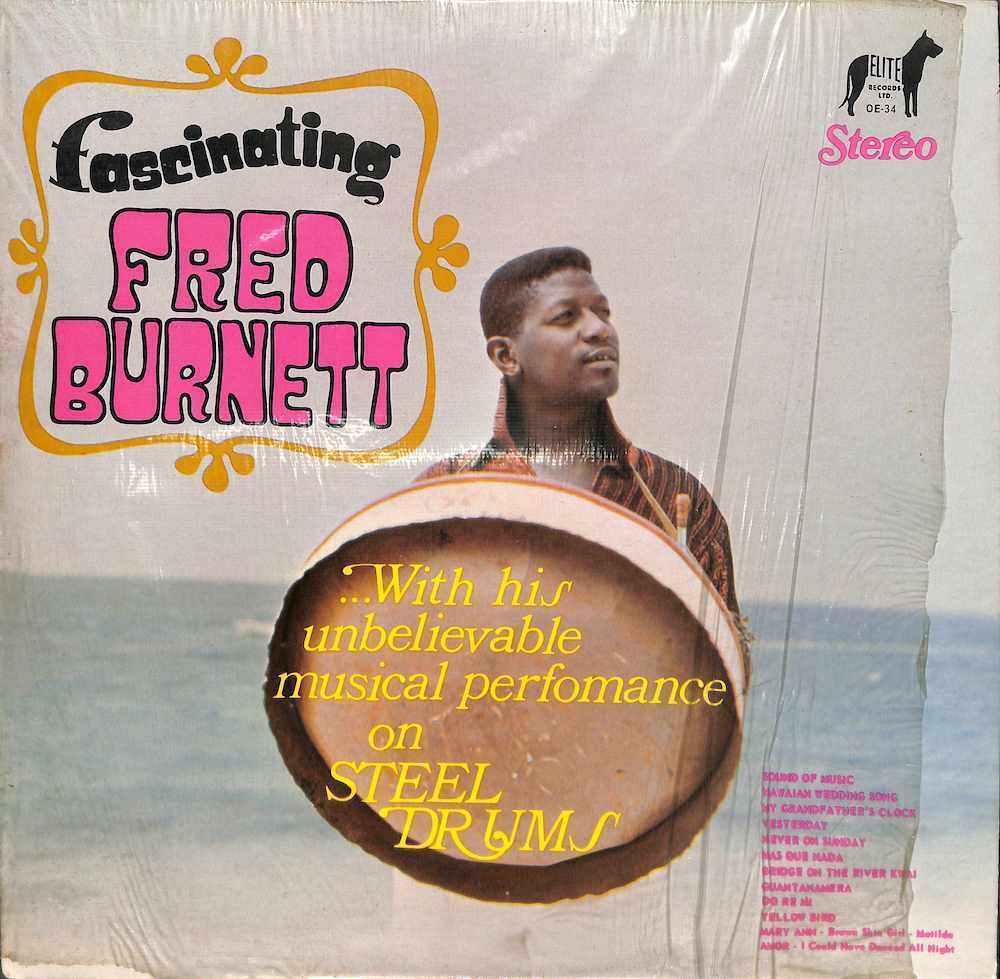 fascinating
FRED
BURNETT
ELITE
RECORDS
LTD.
OE-34
Stereo
...With his
unbelievable
musical perfomance
on
STEEL
DRUMS
SOUND OF MUSIC
HAWAIAN WEDDING SONG
MY GRANDFATHER'S CLOCK
YESTERDAY
NEVER ON SUNDAY
MAS QUE NADA
BRIDGE ON THE RIVER KWAI
GUANTANAMERA
DO RE MI
YELLOW BIRD
MARY ANN - Brown Skin Girl - Matilda
AMOR - I Could Have Danced All Night